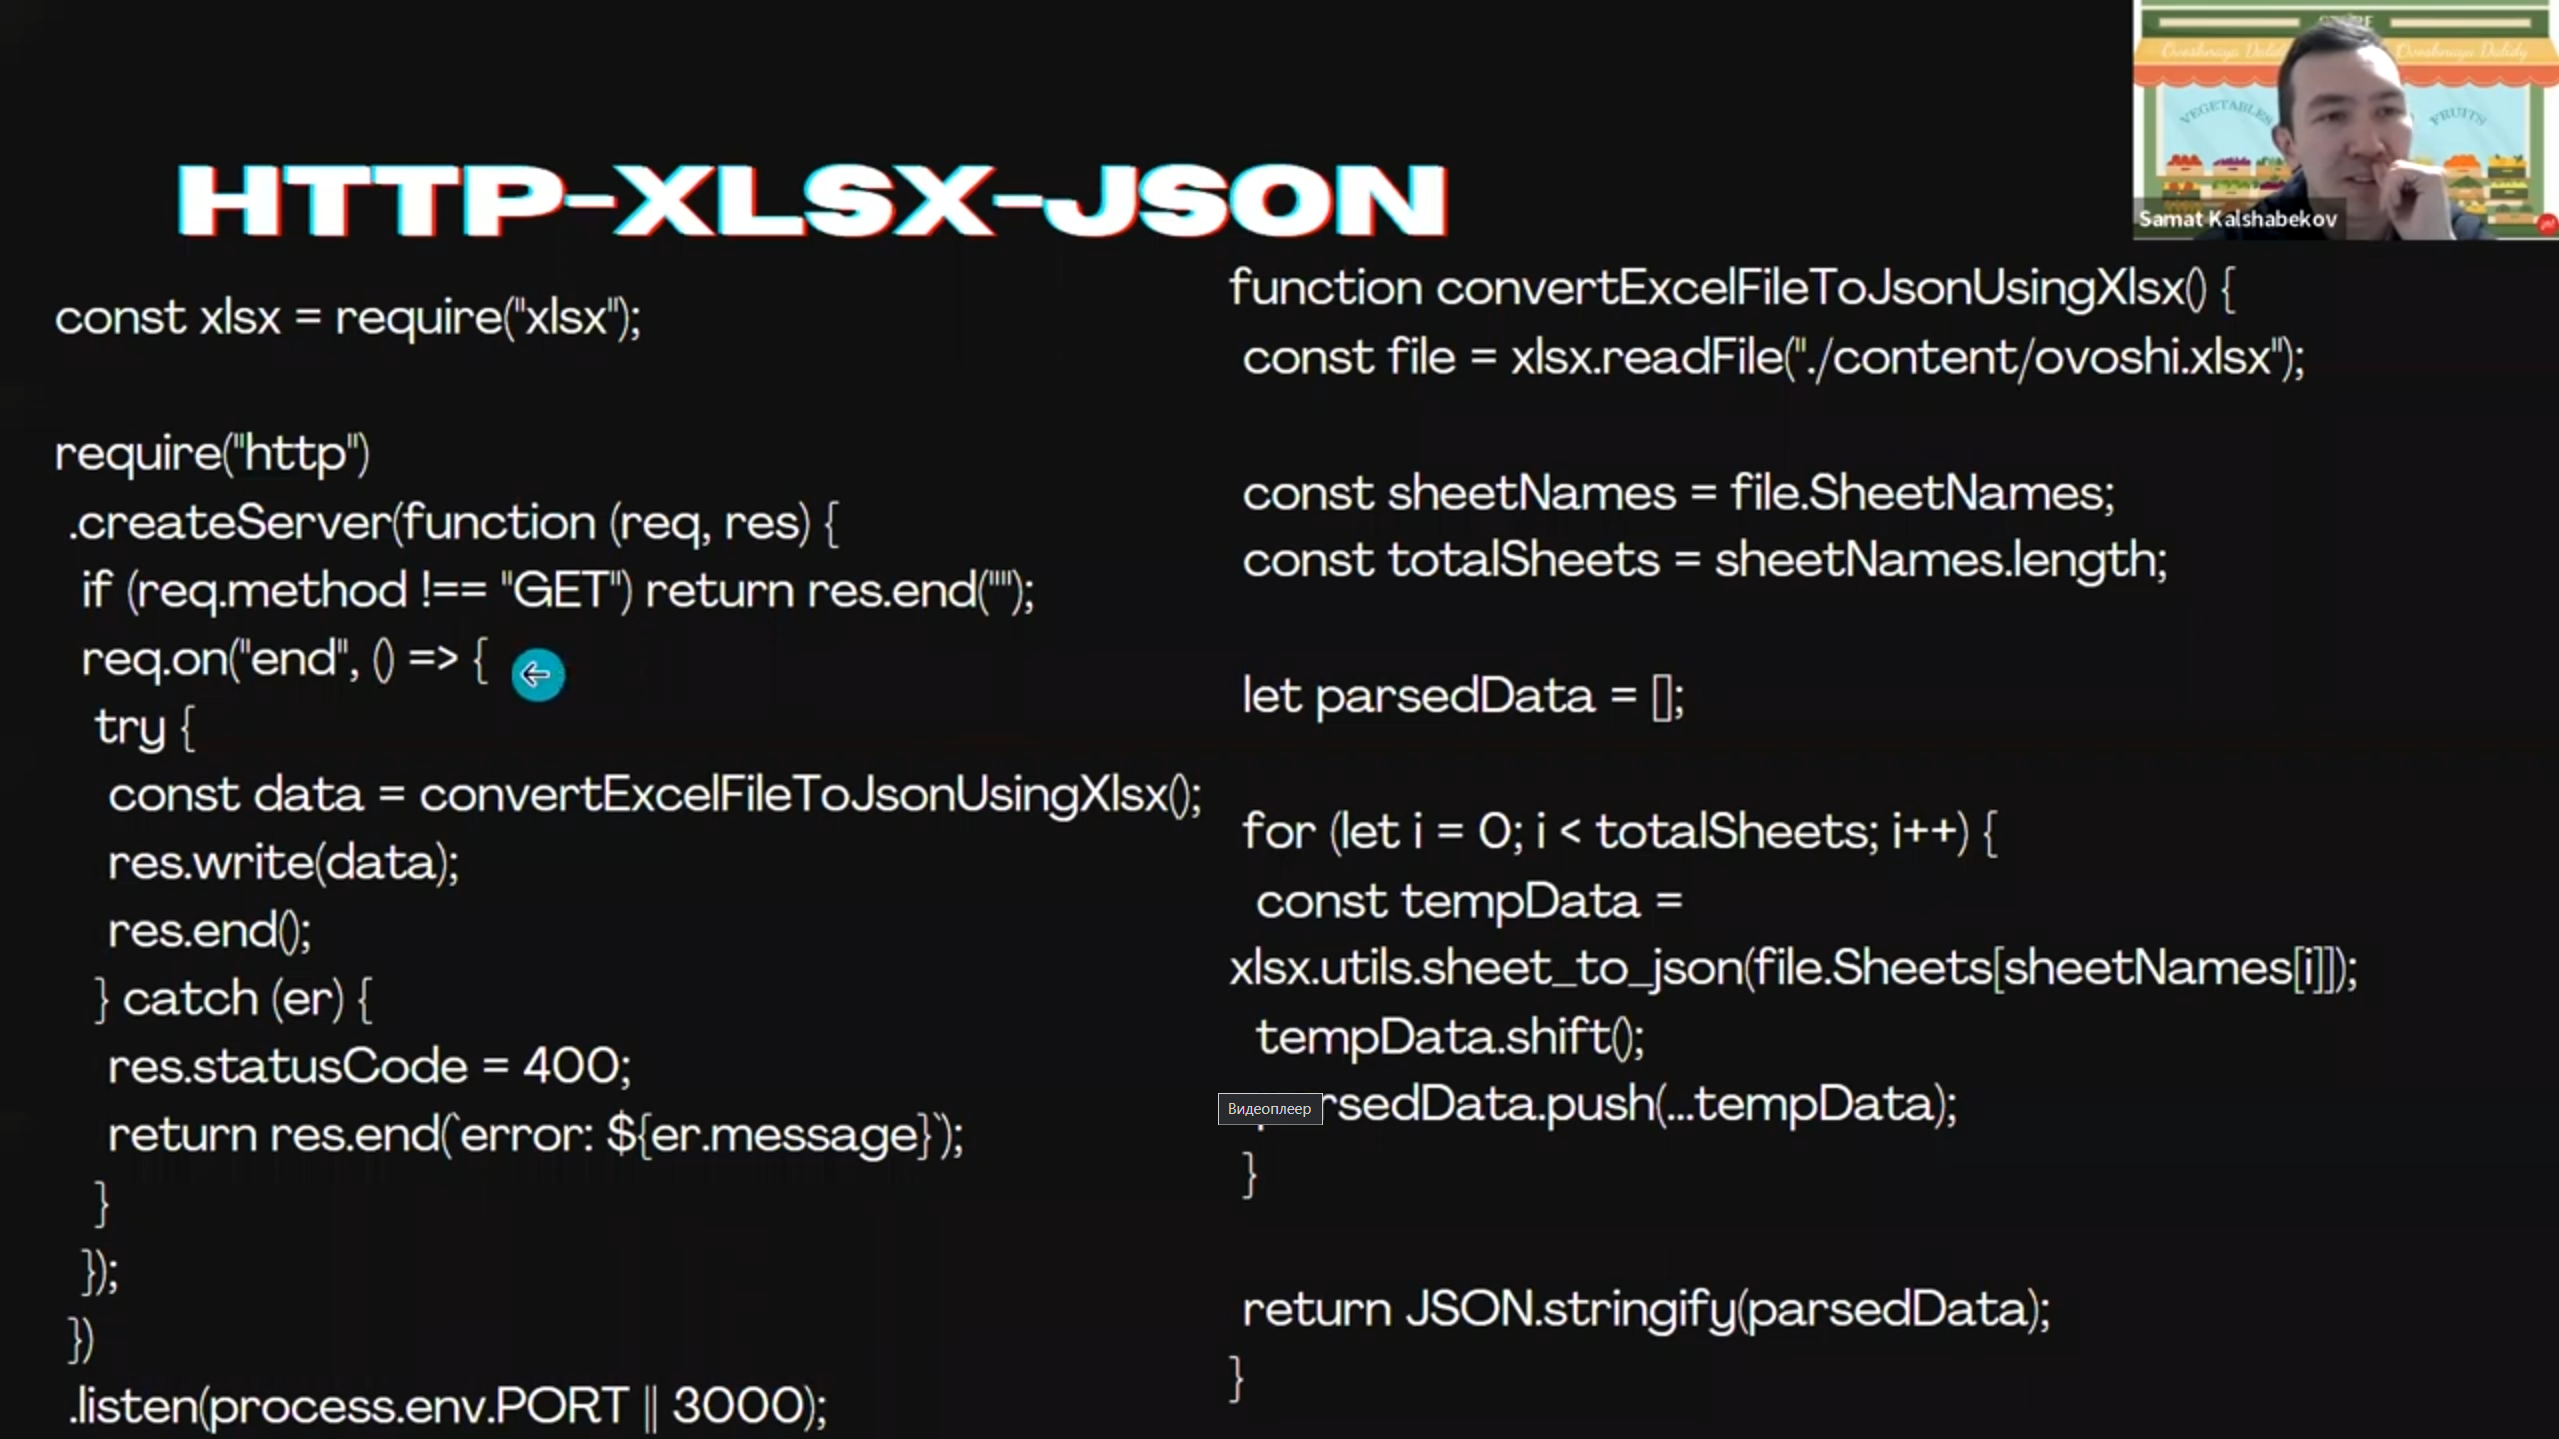 STORE
Ovoshnaya Dalidy
VEGETABLES
FRUITS
Samat Kalshabekov
HTTP-XLSX-JSON
const xlsx = require("xlsx");
require("http")
.createServer(function (req, res) {
if (req.method !== "GET") return res.end("");
req.on("end", () => {
try {
const data = convertExcelFileToJsonUsingXlsx();
res.write(data);
res.end();
} catch (er) {
res.statusCode = 400;
return res.end(`error: ${er.message}`);
}
});
})
.listen(process.env.PORT || 3000);
function convertExcelFileToJsonUsingXlsx() {
const file = xlsx.readFile("./content/ovoshi.xlsx");
const sheetNames = file.SheetNames;
const totalSheets = sheetNames.length;
let parsedData = [];
for (let i = 0; i < totalSheets; i++) {
const tempData =
xlsx.utils.sheet_to_json(file.Sheets[sheetNames[i]]);
tempData.shift();
Видеоплеер rsedData.push(...tempData);
}
return JSON.stringify(parsedData);
}